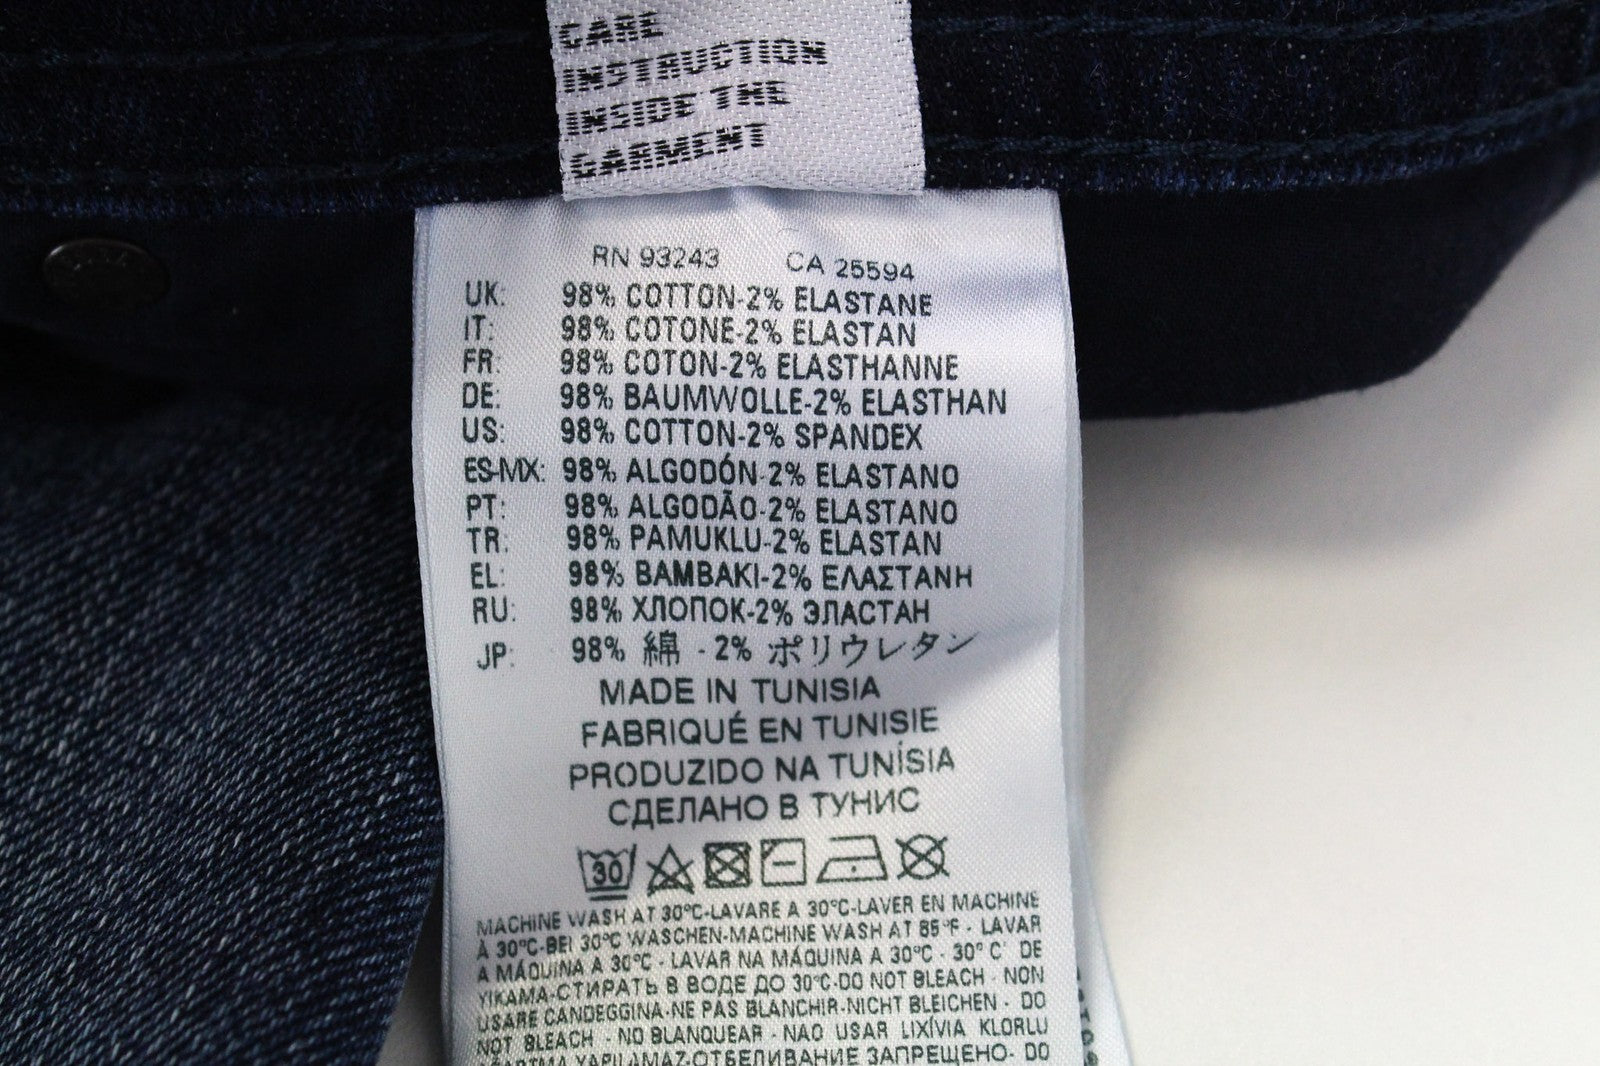 CARE
INSTRUCTION
INSIDE THE
GARMENT
RN 93243 CA 25594
UK: 98% COTTON-2% ELASTANE
IT: 98% COTONE-2% ELASTAN
FR: 98% COTON-2% ELASTHANNE
DE: 98% BAUMWOLLE-2% ELASTHAN
US: 98% COTTON-2% SPANDEX
ES-MX: 98% ALGODÓN-2% ELASTANO
PT: 98% ALGODÃO-2% ELASTANO
TR: 98% PAMUKLU-2% ELASTAN
EL: 98% BAMBAKI-2% ΕΛΑΣΤΑΝΗ
RU: 98% ХЛОПОК-2% ЭЛАСТАН
JP: 98% 綿 - 2% ポリウレタン
MADE IN TUNISIA
FABRIQUÉ EN TUNISIE
PRODUZIDO NA TUNÍSIA
СДЕЛАНО В ТУНИС
30
MACHINE WASH AT 30°C-LAVARE A 30°C-LAVER EN MACHINE
À 30°C-BEI 30°C WASCHEN-MACHINE WASH AT 85°F - LAVAR
A MÁQUINA A 30°C - LAVAR NA MÁQUINA A 30°C - 30° C' DE
YIKAMA-СТИРАТЬ В ВОДЕ ДО 30°C-DO NOT BLEACH - NON
USARE CANDEGGINA-NE PAS BLANCHIR-NICHT BLEICHEN - DO
NOT BLEACH - NO BLANQUEAR - NAO USAR LIXÍVIA KLORLU
YAPILAMAZ-ОТБЕЛИВАНИЕ ЗАПРЕЩЕНО- DO